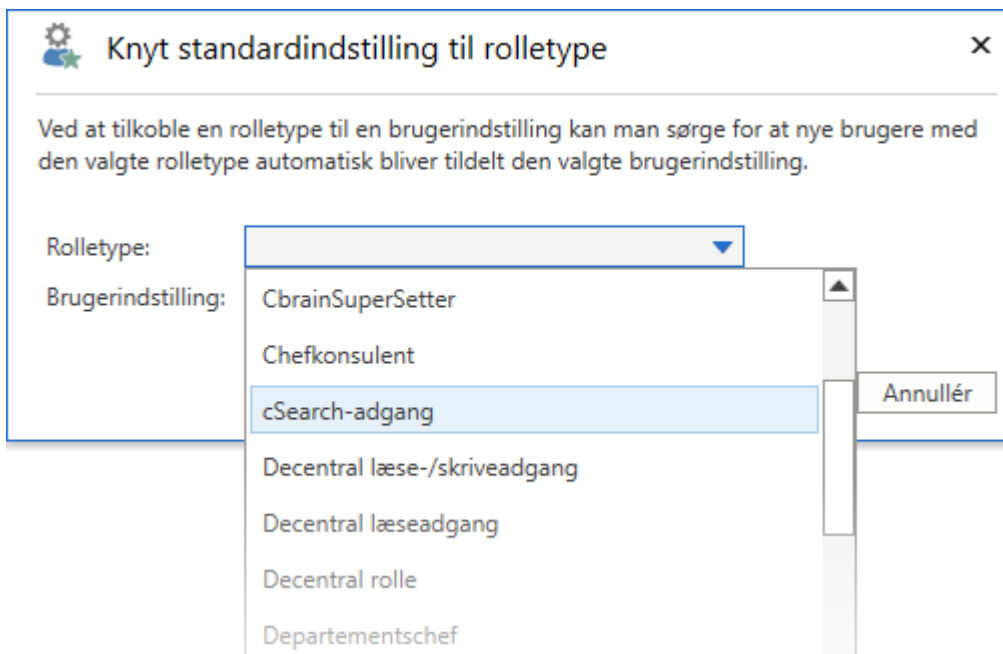 Knyt standardindstilling til rolletype
Ved at tilkoble en rolletype til en brugerindstilling kan man sørge for at nye brugere med
den valgte rolletype automatisk bliver tildelt den valgte brugerindstilling.
Rolletype:
Brugerindstilling:
CbrainSuperSetter
Chefkonsulent
cSearch-adgang
Annullér
Decentral læse-/skriveadgang
Decentral læseadgang
Decentral rolle
Departementschef